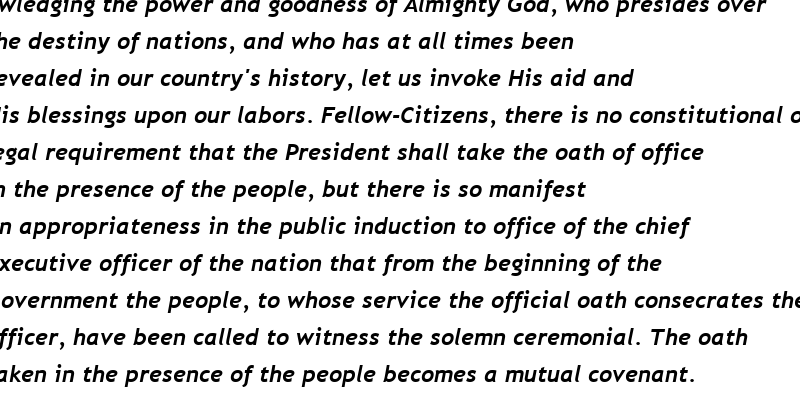 wledging the power and goodness of Almighty God, who presides over
he destiny of nations, and who has at all times been
evealed in our country's history, let us invoke His aid and
His blessings upon our labors. Fellow-Citizens, there is no constitutional o
egal requirement that the President shall take the oath of office
n the presence of the people, but there is so manifest
n appropriateness in the public induction to office of the chief
xecutive officer of the nation that from the beginning of the
overnment the people, to whose service the official oath consecrates the
fficer, have been called to witness the solemn ceremonial. The oath
aken in the presence of the people becomes a mutual covenant.